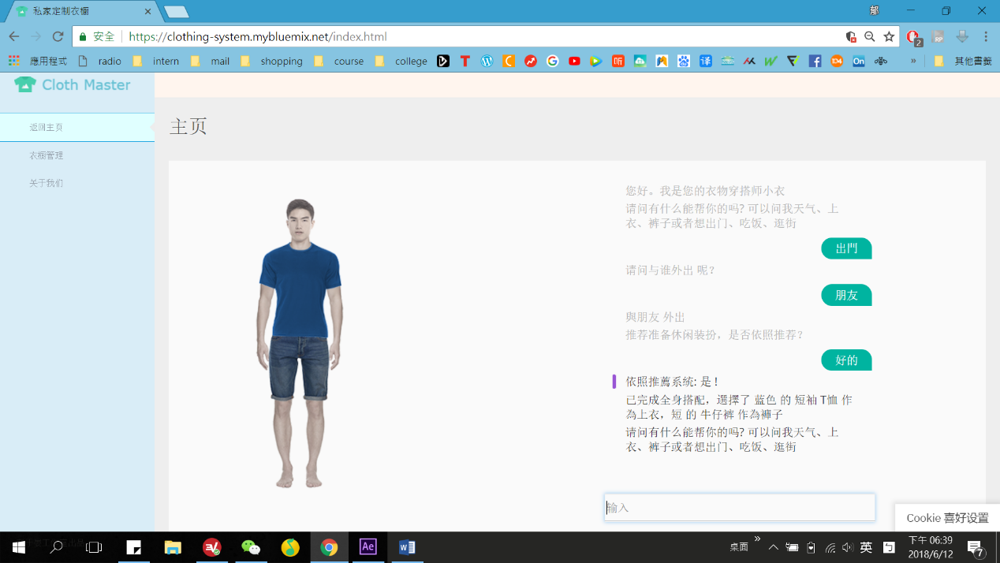 私家定制衣橱
郁
安全 https://clothing-system.mybluemix.net/index.html
2
應用程式 radio intern mail shopping course college 其他書籤
Cloth Master
返回主页
衣橱管理
关于我们
主页
您好。我是您的衣物穿搭师小衣
请问有什么能帮你的吗? 可以问我天气、上
衣、裤子或者想出门、吃饭、逛街
出門
请问与谁外出 呢?
朋友
與朋友 外出
推荐准备休闲装扮,是否依照推荐?
好的
依照推薦系統: 是 !
已完成全身搭配,選擇了 蓝色 的 短袖 T恤 作
為上衣,短 的 牛仔裤 作為褲子
请问有什么能帮你的吗? 可以问我天气、上
衣、裤子或者想出门、吃饭、逛街
输入
Cookie 喜好设置
桌面
英
下午 06:39
2018/6/12
7